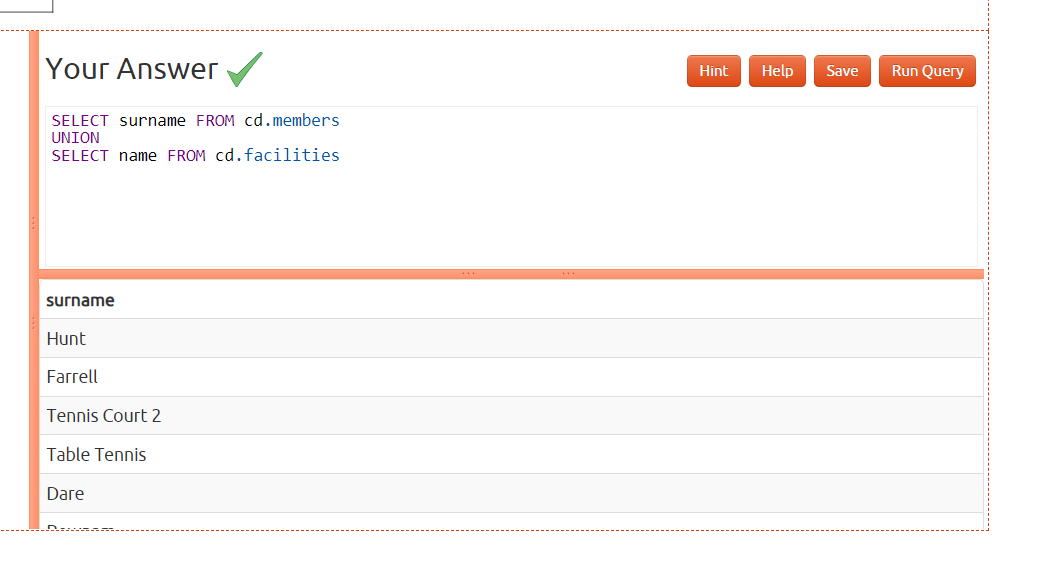 Your Answer
Hint Help Save Run Query
SELECT surname FROM cd.members
UNION
SELECT name FROM cd.facilities
surname
Hunt
Farrell
Tennis Court 2
Table Tennis
Dare